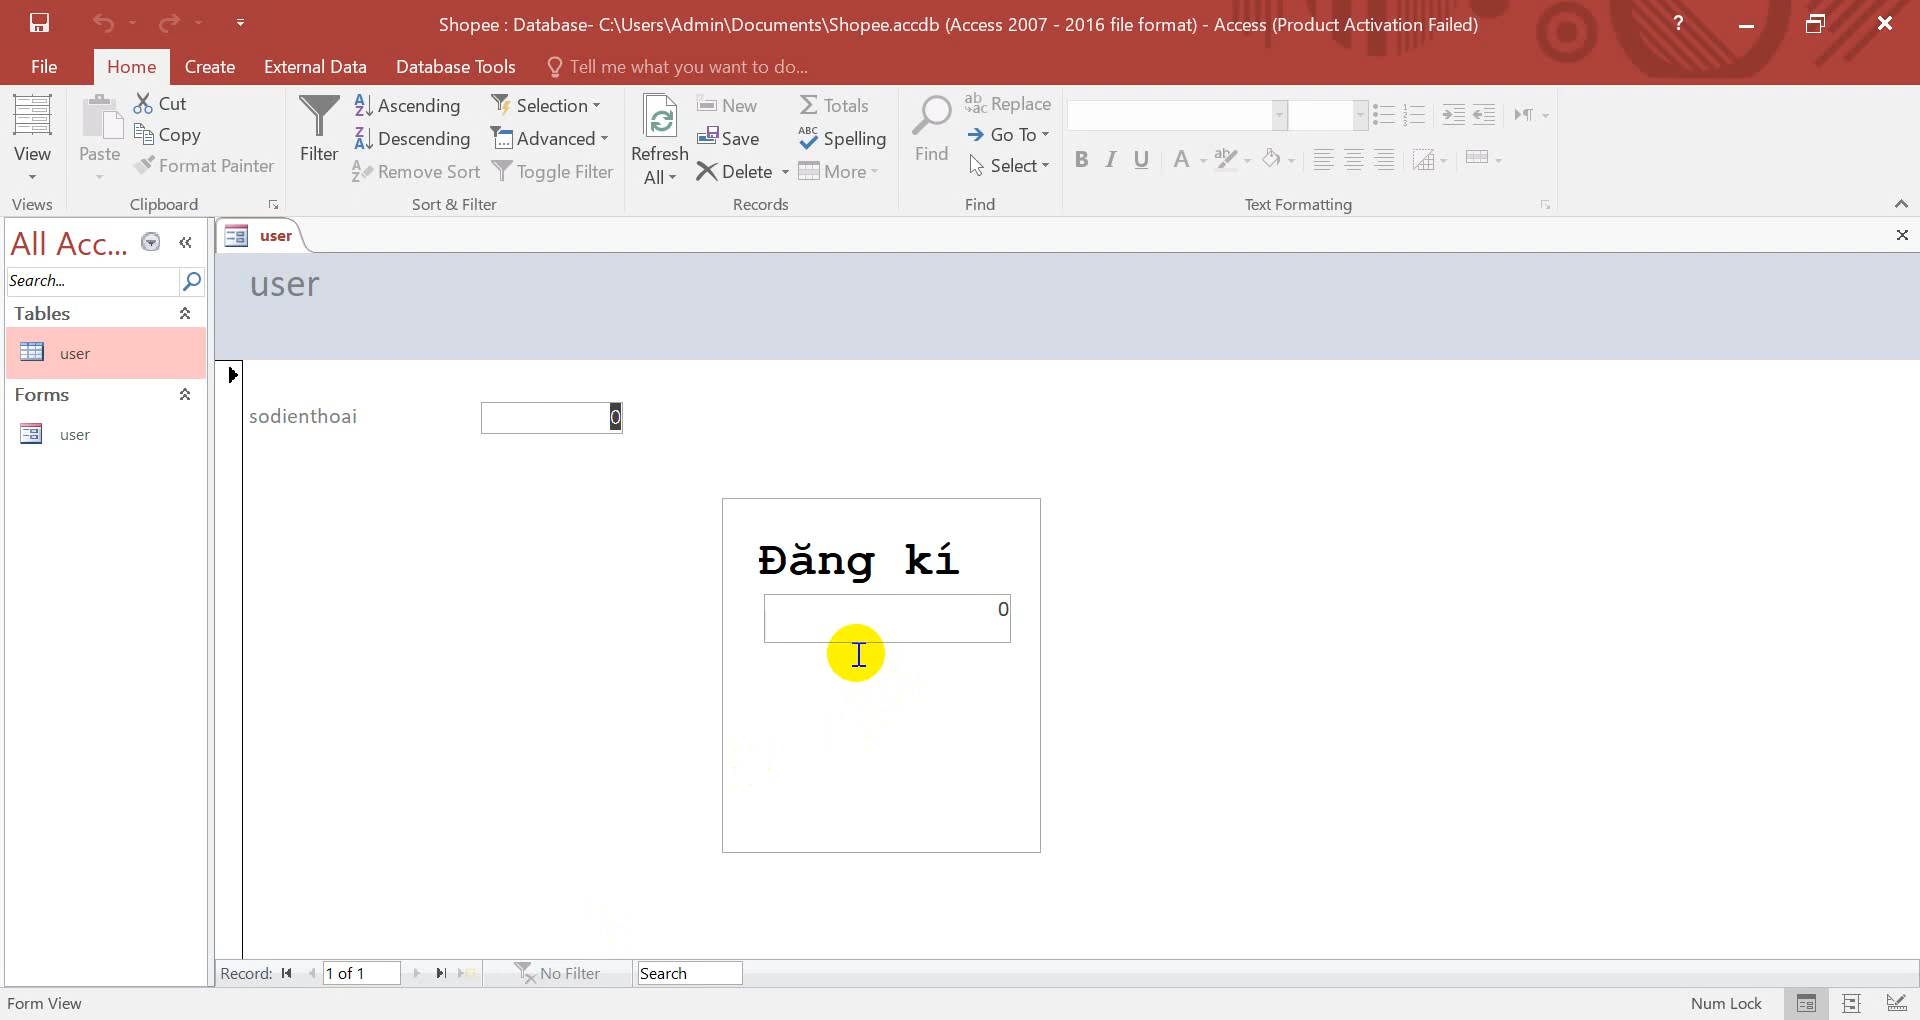 Shopee : Database- C:\Users\Admin\Documents\Shopee.accdb (Access 2007 - 2016 file format) - Access (Product Activation Failed)
?
File Home Create External Data Database Tools Tell me what you want to do...
View
Views
Paste
Cut
Copy
Format Painter
Clipboard
Filter
Ascending
Descending
Remove Sort
Selection
Advanced
Toggle Filter
Sort & Filter
Refresh
All
New
Save
Delete
Totals
Spelling
More
Records
Find
Replace
Go To
Select
Find
B I U A
Text Formatting
All Acc...
Search...
Tables
user
Forms
user
user
user
sodienthoai 0
Đăng kí
0
Record: 1 of 1 No Filter Search
Form View Num Lock